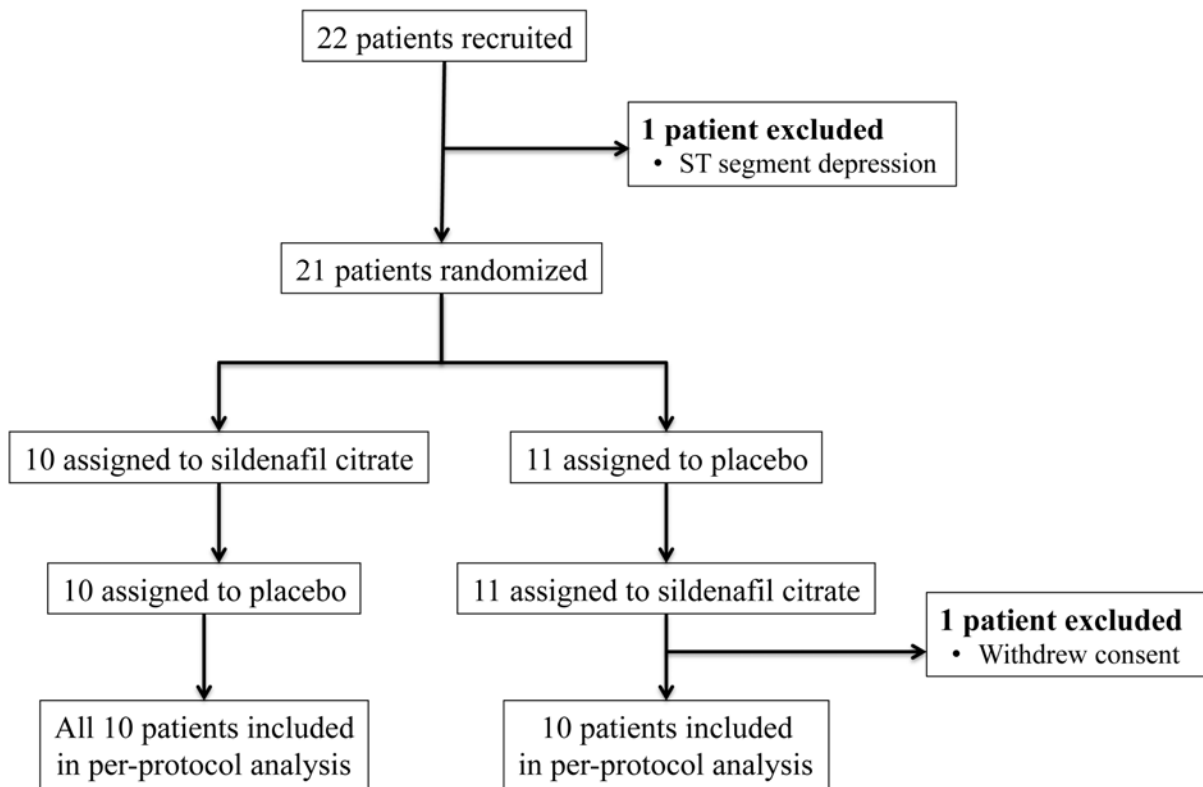 22 patients recruited
1 patient excluded
• ST segment depression
21 patients randomized
10 assigned to sildenafil citrate
11 assigned to placebo
10 assigned to placebo
11 assigned to sildenafil citrate
1 patient excluded
• Withdrew consent
All 10 patients included
in per-protocol analysis
10 patients included
in per-protocol analysis